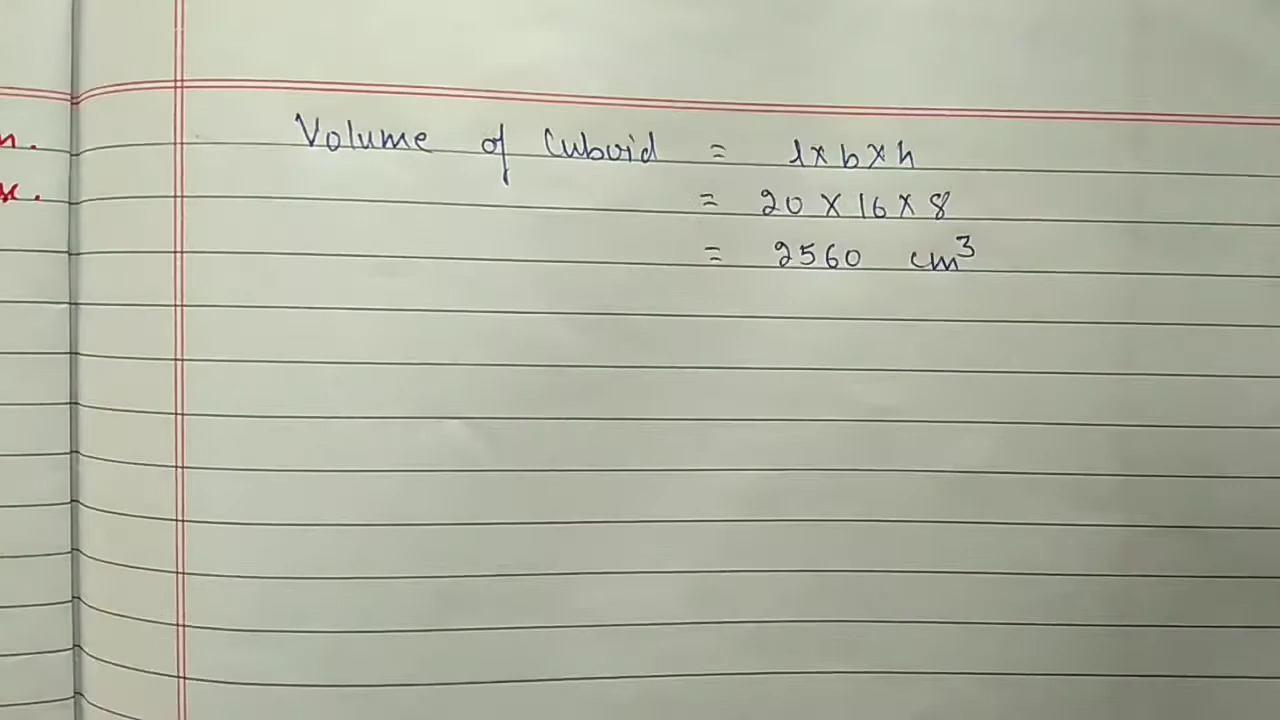 n.
Volume of Cuboid = l×b×h
= 20 × 16 × 8
= 2560 cm³